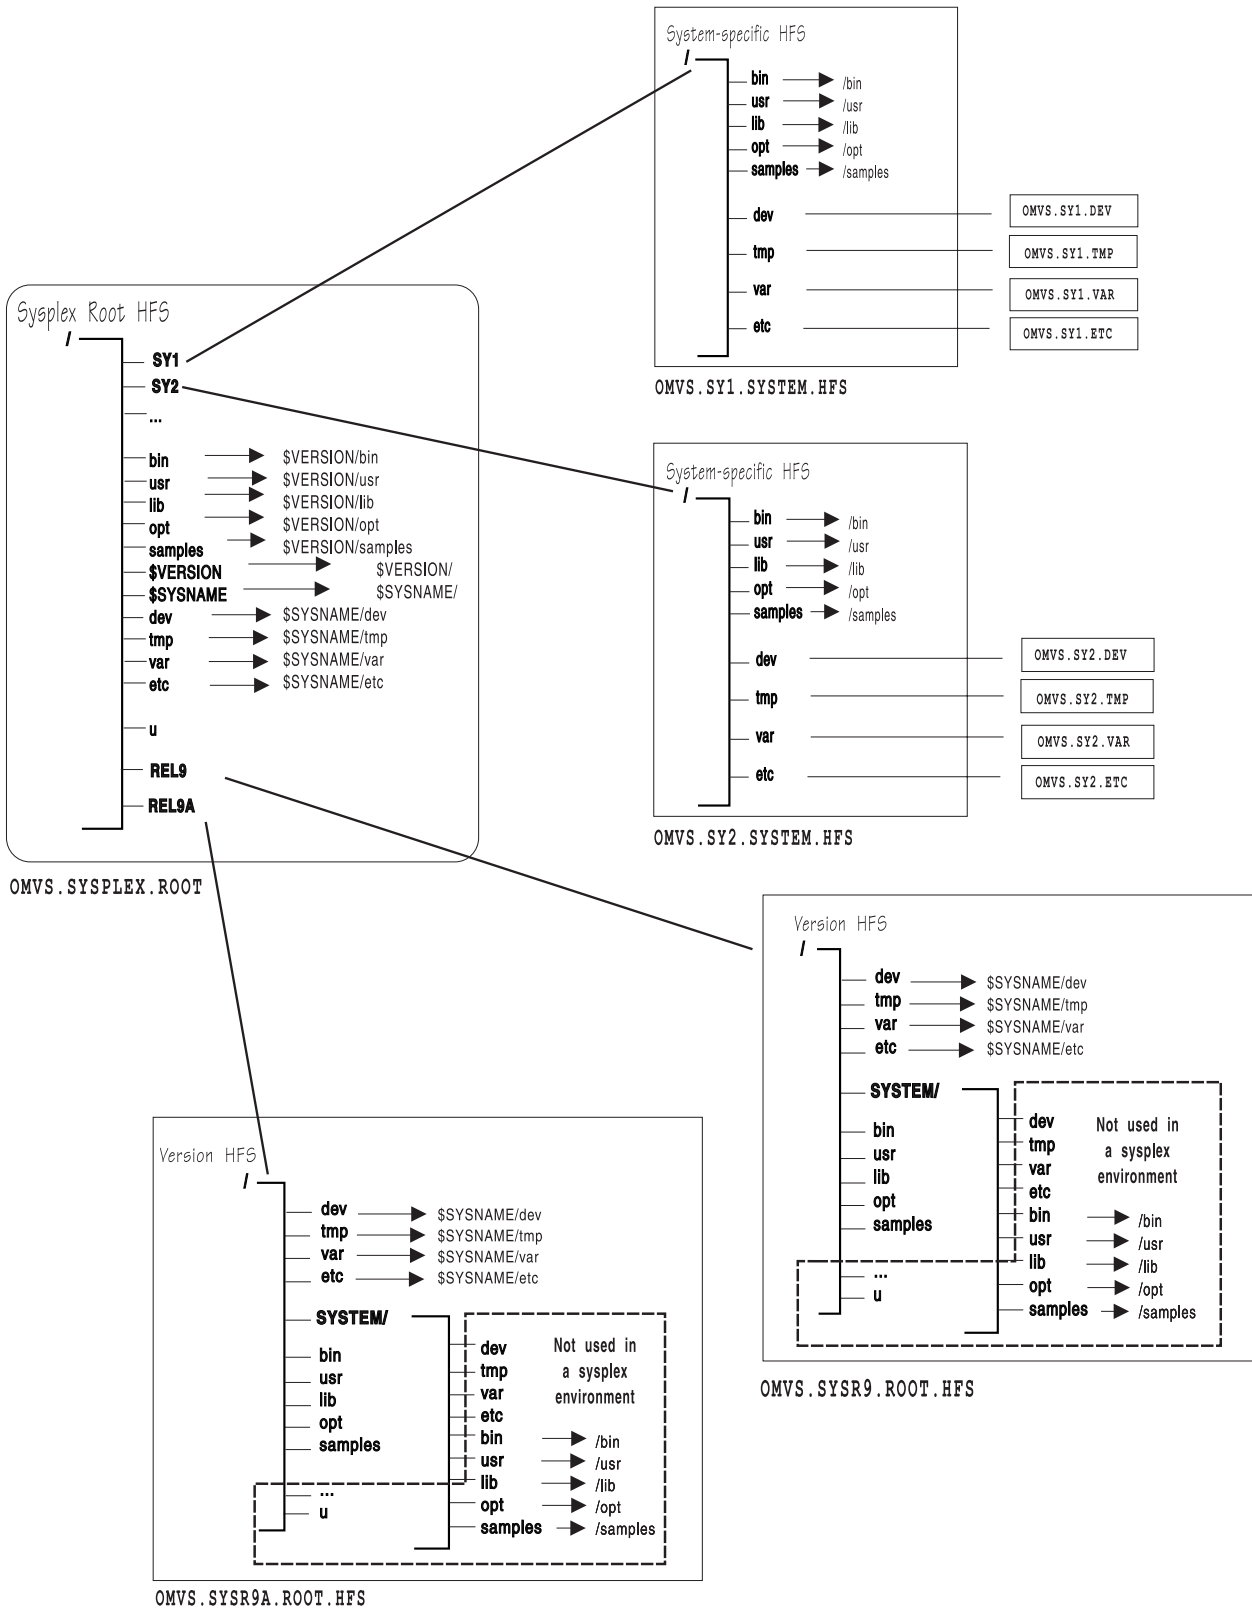 System-specific HFS
/
bin /bin
usr /usr
lib /lib
opt /opt
samples /samples
dev OMVS.SY1.DEV
tmp OMVS.SY1.TMP
var OMVS.SY1.VAR
etc OMVS.SY1.ETC
OMVS.SY1.SYSTEM.HFS
Sysplex Root HFS
/
SY1
SY2
...
bin $VERSION/bin
usr $VERSION/usr
lib $VERSION/lib
opt $VERSION/opt
samples $VERSION/samples
$VERSION $VERSION/
$SYSNAME $SYSNAME/
dev $SYSNAME/dev
tmp $SYSNAME/tmp
var $SYSNAME/var
etc $SYSNAME/etc
u
REL9
REL9A
OMVS.SYSPLEX.ROOT
System-specific HFS
/
bin /bin
usr /usr
lib /lib
opt /opt
samples /samples
dev OMVS.SY2.DEV
tmp OMVS.SY2.TMP
var OMVS.SY2.VAR
etc OMVS.SY2.ETC
OMVS.SY2.SYSTEM.HFS
Version HFS
/
dev $SYSNAME/dev
tmp $SYSNAME/tmp
var $SYSNAME/var
etc $SYSNAME/etc
SYSTEM/
bin
usr
lib
opt
samples
...
u
dev
tmp
var
etc
bin /bin
usr /usr
lib /lib
opt /opt
samples /samples
Not used in
a sysplex
environment
OMVS.SYSR9.ROOT.HFS
Version HFS
/
dev $SYSNAME/dev
tmp $SYSNAME/tmp
var $SYSNAME/var
etc $SYSNAME/etc
SYSTEM/
bin
usr
lib
opt
samples
...
u
dev
tmp
var
etc
bin /bin
usr /usr
lib /lib
opt /opt
samples /samples
Not used in
a sysplex
environment
OMVS.SYSR9A.ROOT.HFS